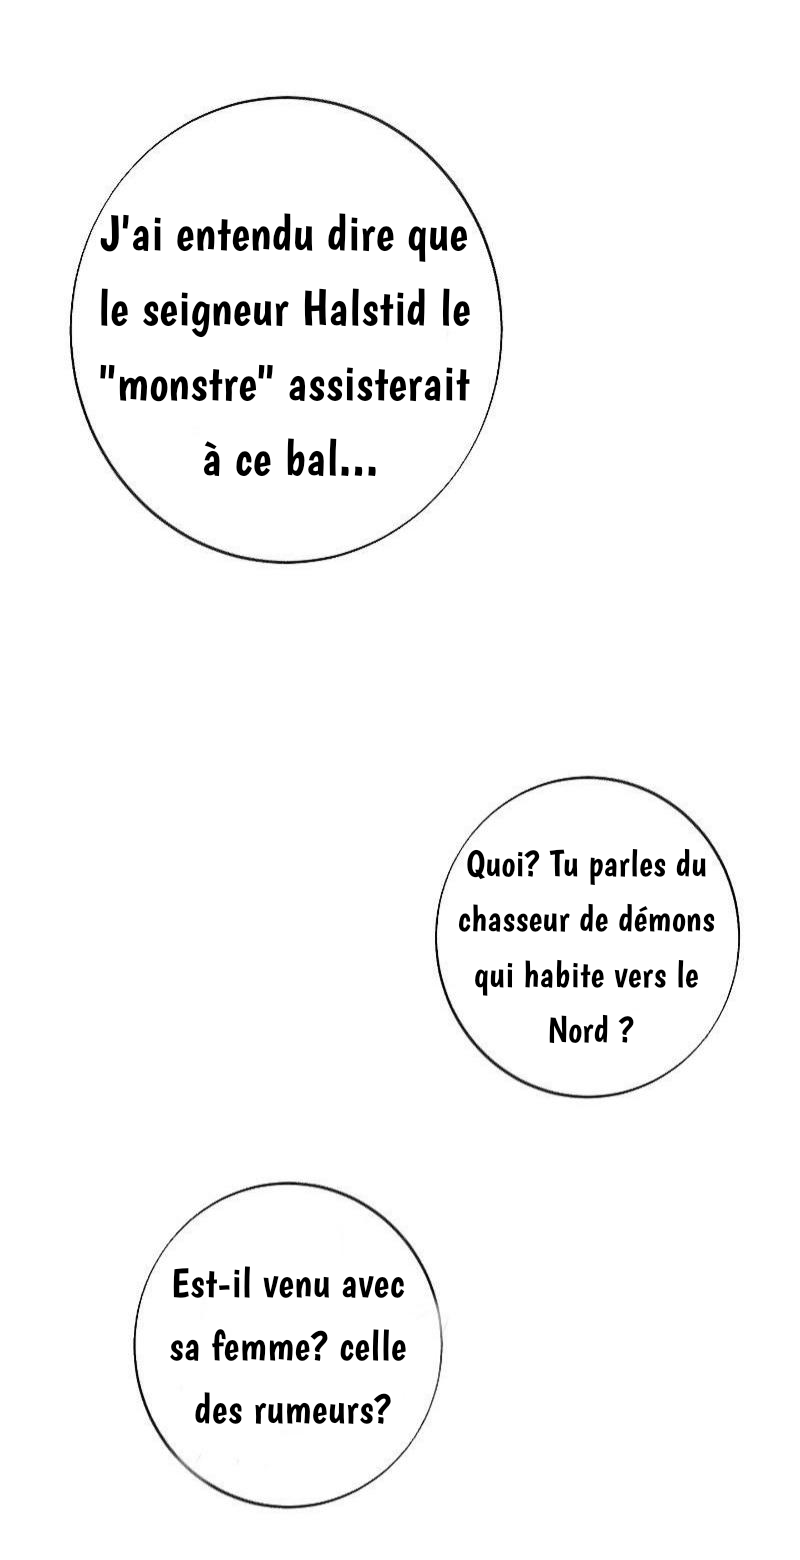 J'ai entendu dire que
le seigneur Halstid le
"monstre" assisterait
à ce bal...
Quoi? Tu parles du
chasseur de démons
qui habite vers le
Nord ?
Est-il venu avec
sa femme? celle
des rumeurs?